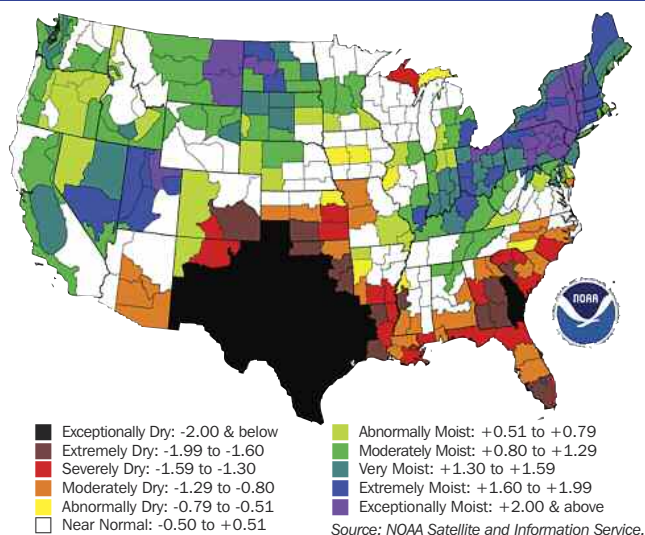 NOAA
Exceptionally Dry: -2.00 & below
Extremely Dry: -1.99 to -1.60
Severely Dry: -1.59 to -1.30
Moderately Dry: -1.29 to -0.80
Abnormally Dry: -0.79 to -0.51
Near Normal: -0.50 to +0.51
Abnormally Moist: +0.51 to +0.79
Moderately Moist: +0.80 to +1.29
Very Moist: +1.30 to +1.59
Extremely Moist: +1.60 to +1.99
Exceptionally Moist: +2.00 & above
Source: NOAA Satellite and Information Service.